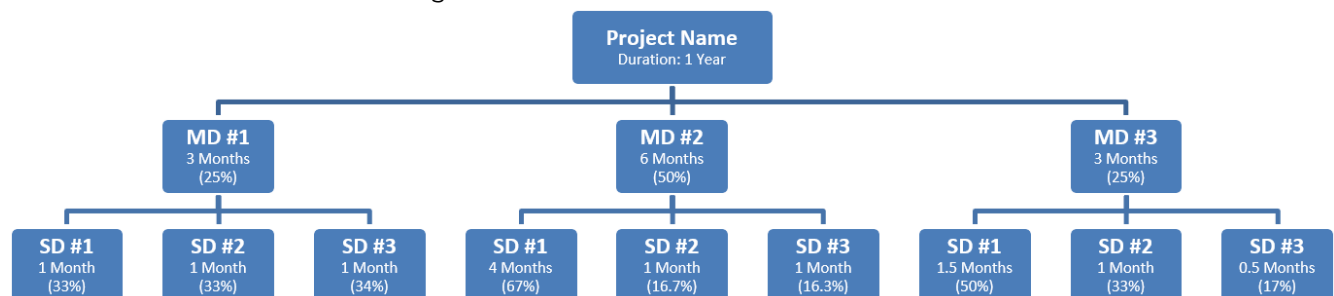 Project Name
Duration: 1 Year
MD #1
3 Months
(25%)
MD #2
6 Months
(50%)
MD #3
3 Months
(25%)
SD #1
1 Month
(33%)
SD #2
1 Month
(33%)
SD #3
1 Month
(34%)
SD #1
4 Months
(67%)
SD #2
1 Month
(16.7%)
SD #3
1 Month
(16.3%)
SD #1
1.5 Months
(50%)
SD #2
1 Month
(33%)
SD #3
0.5 Months
(17%)